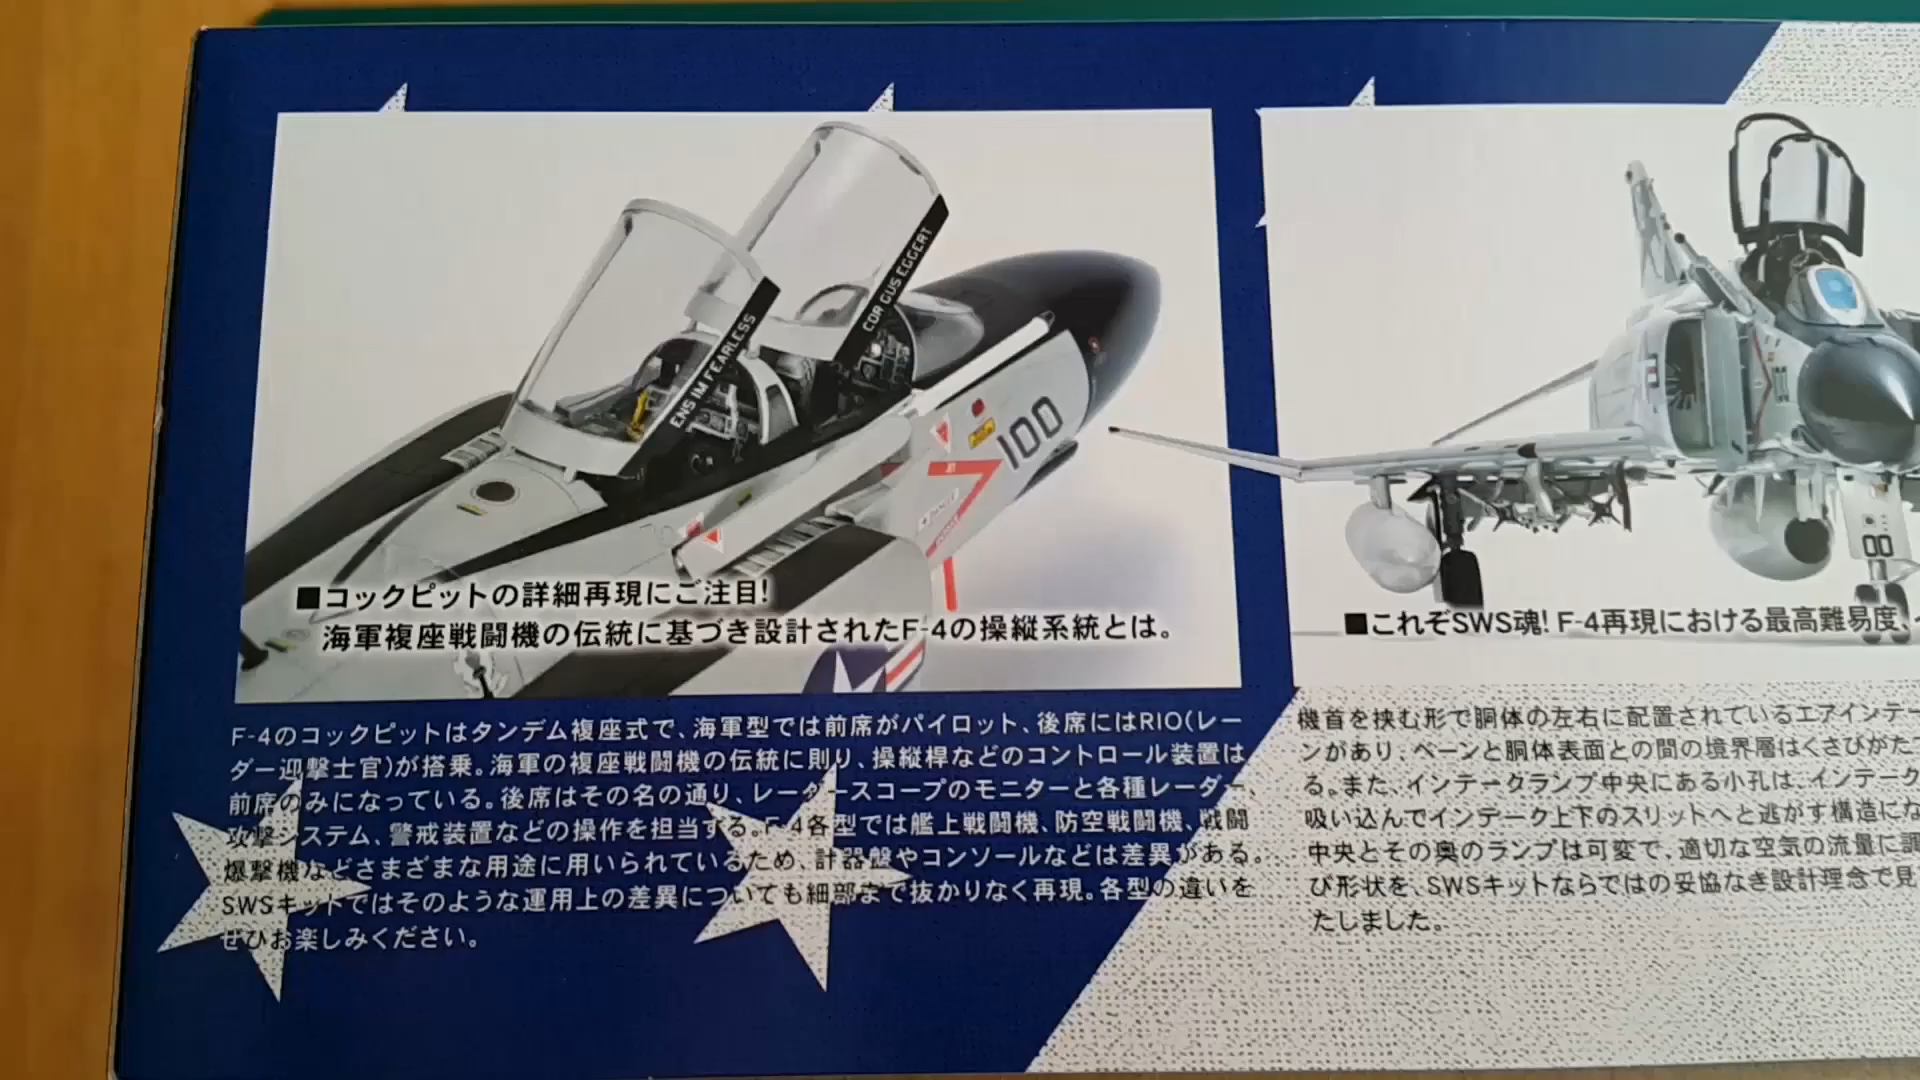 CDR GUS EGGERT
ENS IM FEARLESS
100
■コックピットの詳細再現にご注目!
海軍複座戦闘機の伝統に基づき設計されたF-4の操縦系統とは。
F-4のコックピットはタンデム複座式で、海軍型では前席がパイロット、後席にはRIO(レー
ダー迎撃士官)が搭乗。海軍の複座戦闘機の伝統に則り、操縦桿などのコントロール装置は
前席のみになっている。後席はその名の通り、レーダースコープのモニターと各種レーダー、
攻撃システム、警戒装置などの操作を担当する。F-4各型では艦上戦闘機、防空戦闘機、戦闘
爆撃機などさまざまな用途に用いられているため、計器盤やコンソールなどは差異がある。
SWSキットではそのような運用上の差異についても細部まで抜かりなく再現。各型の違いを
ぜひお楽しみください。
00
■これぞSWS魂! F-4再現における最高難易度、
機首を挟む形で胴体の左右に配置されているエアインテー
ンがあり、ベーンと胴体表面との間の境界層はくさびがた
る。また、インテークランプ中央にある小孔は、インテーク
吸い込んでインテーク上下のスリットへと逃がす構造にな
中央とその奥のランプは可変で、適切な空気の流量に調
び形状を、SWSキットならではの妥協なき設計理念で見
たしました。